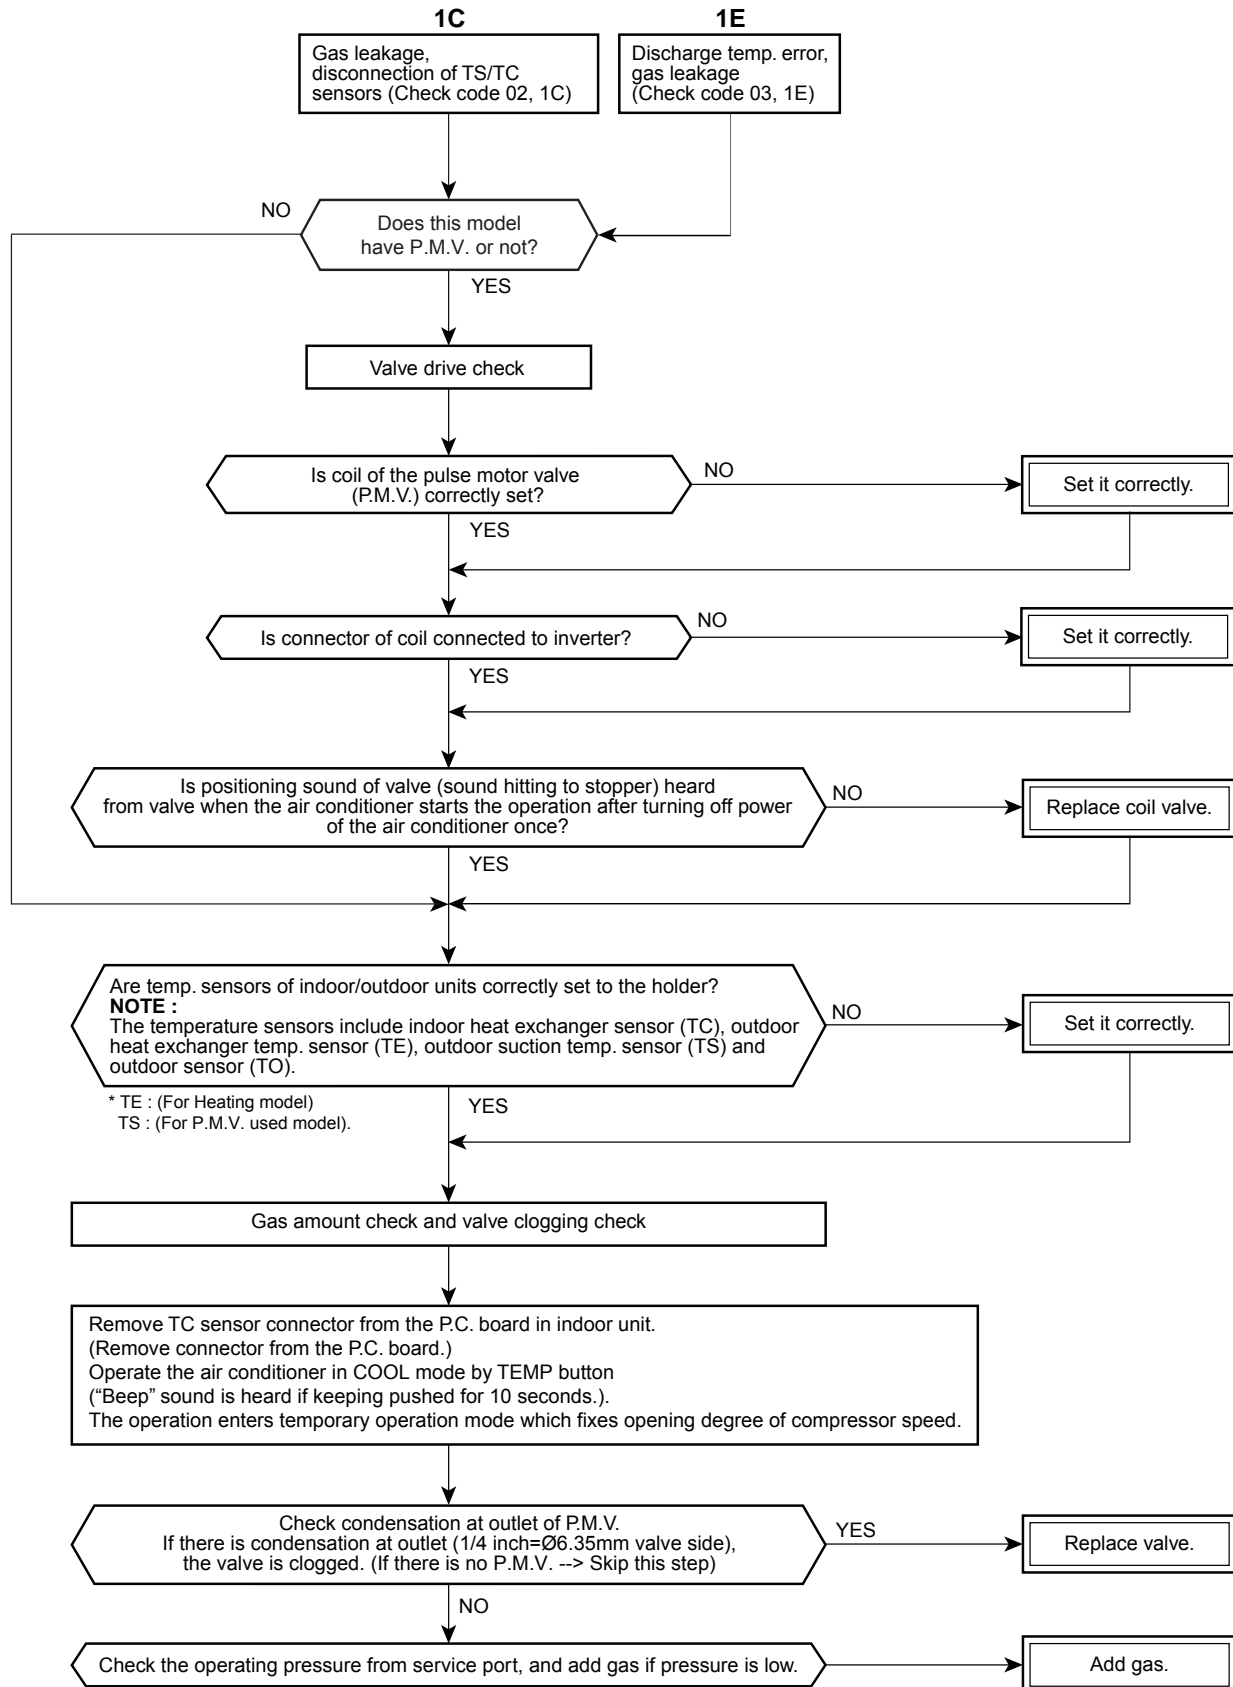 1C
1E
Gas leakage,
disconnection of TS/TC
sensors (Check code 02, 1C)
Discharge temp. error,
gas leakage
(Check code 03, 1E)
NO
Does this model
have P.M.V. or not?
YES
Valve drive check
Is coil of the pulse motor valve
(P.M.V.) correctly set?
NO
Set it correctly.
YES
Is connector of coil connected to inverter?
NO
Set it correctly.
YES
Is positioning sound of valve (sound hitting to stopper) heard
from valve when the air conditioner starts the operation after turning off power
of the air conditioner once?
NO
Replace coil valve.
YES
Are temp. sensors of indoor/outdoor units correctly set to the holder?
NOTE :
The temperature sensors include indoor heat exchanger sensor (TC), outdoor
heat exchanger temp. sensor (TE), outdoor suction temp. sensor (TS) and
outdoor sensor (TO).
NO
Set it correctly.
* TE : (For Heating model)
TS : (For P.M.V. used model).
YES
Gas amount check and valve clogging check
Remove TC sensor connector from the P.C. board in indoor unit.
(Remove connector from the P.C. board.)
Operate the air conditioner in COOL mode by TEMP button
(“Beep” sound is heard if keeping pushed for 10 seconds.).
The operation enters temporary operation mode which fixes opening degree of compressor speed.
Check condensation at outlet of P.M.V.
If there is condensation at outlet (1/4 inch=Ø6.35mm valve side),
the valve is clogged. (If there is no P.M.V. --> Skip this step)
YES
Replace valve.
NO
Check the operating pressure from service port, and add gas if pressure is low.
Add gas.